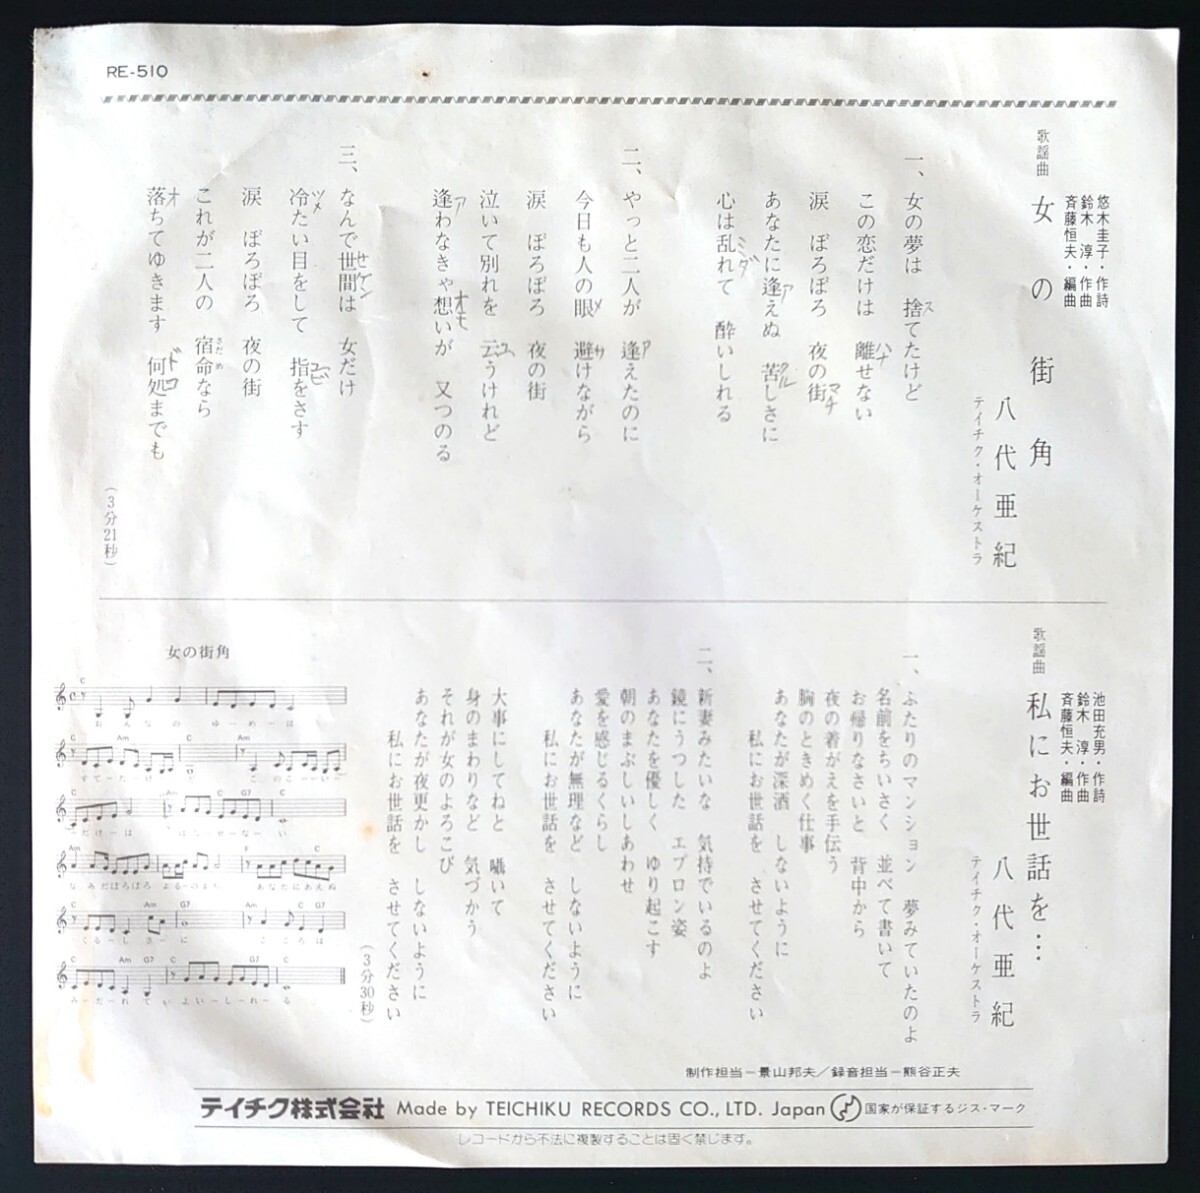 RE-510
歌謡曲
女の街角
悠木圭子・作詩
鈴木 淳・作曲
斉藤恒夫・編曲
八代亜紀
テイチク・オーケストラ
一、女の夢は 捨てたけど
この恋だけは 離せない
涙 ぽろぽろ 夜の街
あなたに逢えぬ 苦しさに
心は乱れて 酔いしれる
二、やっと二人が 逢えたのに
今日も人の眼 避けながら
涙 ぽろぽろ 夜の街
泣いて別れを 云うけれど
逢わなきゃ想いが 又つのる
三、なんで世間は 女だけ
冷たい目をして 指をさす
涙 ぽろぽろ 夜の街
これが二人の 宿命なら
落ちてゆきます 何処までも
(3分21秒)
歌謡曲
私にお世話を…
池田充男・作詩
鈴木 淳・作曲
斉藤恒夫・編曲
八代亜紀
テイチク・オーケストラ
一、ふたりのマンション 夢みていたのよ
名前をちいさく 並べて書いて
お帰りなさいと 背中から
夜の着がえを手伝う
胸のときめく仕事
あなたが深酒 しないように
私にお世話を させてください
二、新妻みたいな 気持でいるのよ
鏡にうつした エプロン姿
あなたを優しく ゆり起こす
朝のまぶしいしあわせ
愛を感じるくらし
あなたが無理など しないように
私にお世話を させてください
大事にしてねと 囁いて
身のまわりなど 気づかう
それが女のよろこび
あなたが夜更かし しないように
私にお世話を させてください
(3分30秒)
女の街角
制作担当－景山邦夫／録音担当－熊谷正夫
テイチク株式会社 Made by TEICHIKU RECORDS CO., LTD. Japan 国家が保証するジス・マーク
レコードから不法に複製することは固く禁じます。